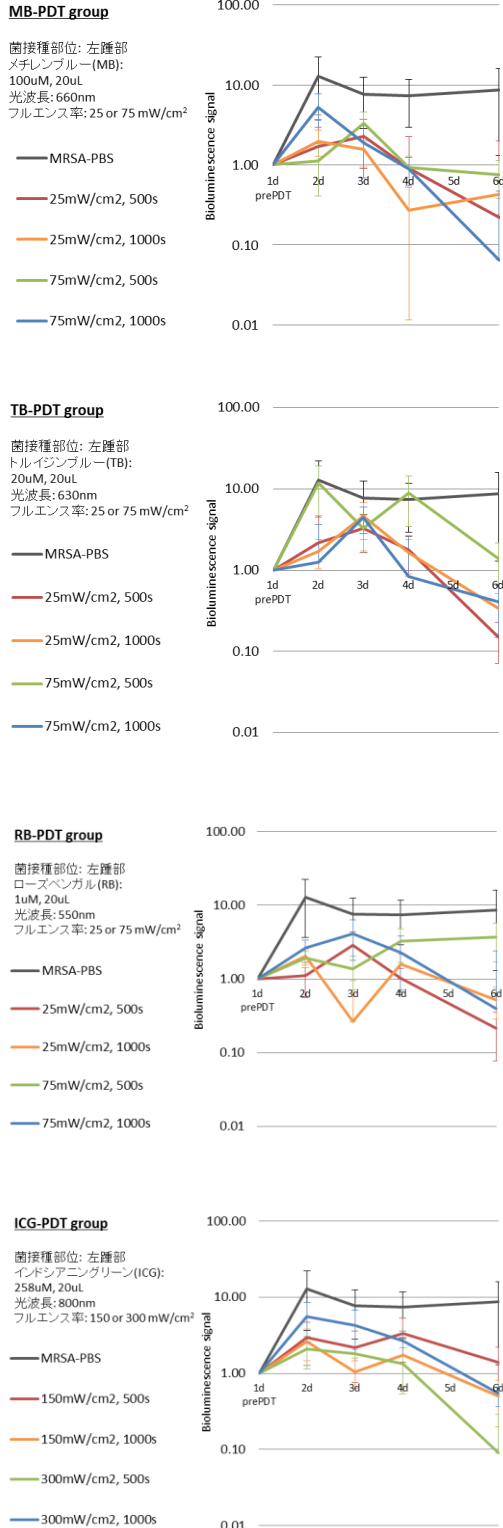 MB-PDT group
菌接種部位: 左踵部
メチレンブルー(MB):
100uM, 20uL
光波長: 660nm
フルエンス率: 25 or 75 mW/cm²
MRSA-PBS
25mW/cm2, 500s
25mW/cm2, 1000s
75mW/cm2, 500s
75mW/cm2, 1000s
Bioluminescence signal
100.00
10.00
1.00
0.10
0.01
1d
prePDT
2d
3d
4d
5d
6d
TB-PDT group
菌接種部位: 左踵部
トルイジンブルー(TB):
20uM, 20uL
光波長: 630nm
フルエンス率: 25 or 75 mW/cm²
MRSA-PBS
25mW/cm2, 500s
25mW/cm2, 1000s
75mW/cm2, 500s
75mW/cm2, 1000s
Bioluminescence signal
100.00
10.00
1.00
0.10
0.01
1d
prePDT
2d
3d
4d
5d
6d
RB-PDT group
菌接種部位: 左踵部
ローズベンガル(RB):
1uM, 20uL
光波長: 550nm
フルエンス率: 25 or 75 mW/cm²
MRSA-PBS
25mW/cm2, 500s
25mW/cm2, 1000s
75mW/cm2, 500s
75mW/cm2, 1000s
Bioluminescence signal
100.00
10.00
1.00
0.10
0.01
1d
prePDT
2d
3d
4d
5d
6d
ICG-PDT group
菌接種部位: 左踵部
インドシアニングリーン(ICG):
258uM, 20uL
光波長: 800nm
フルエンス率: 150 or 300 mW/cm²
MRSA-PBS
150mW/cm2, 500s
150mW/cm2, 1000s
300mW/cm2, 500s
300mW/cm2, 1000s
Bioluminescence signal
100.00
10.00
1.00
0.10
0.01
1d
prePDT
2d
3d
4d
5d
6d